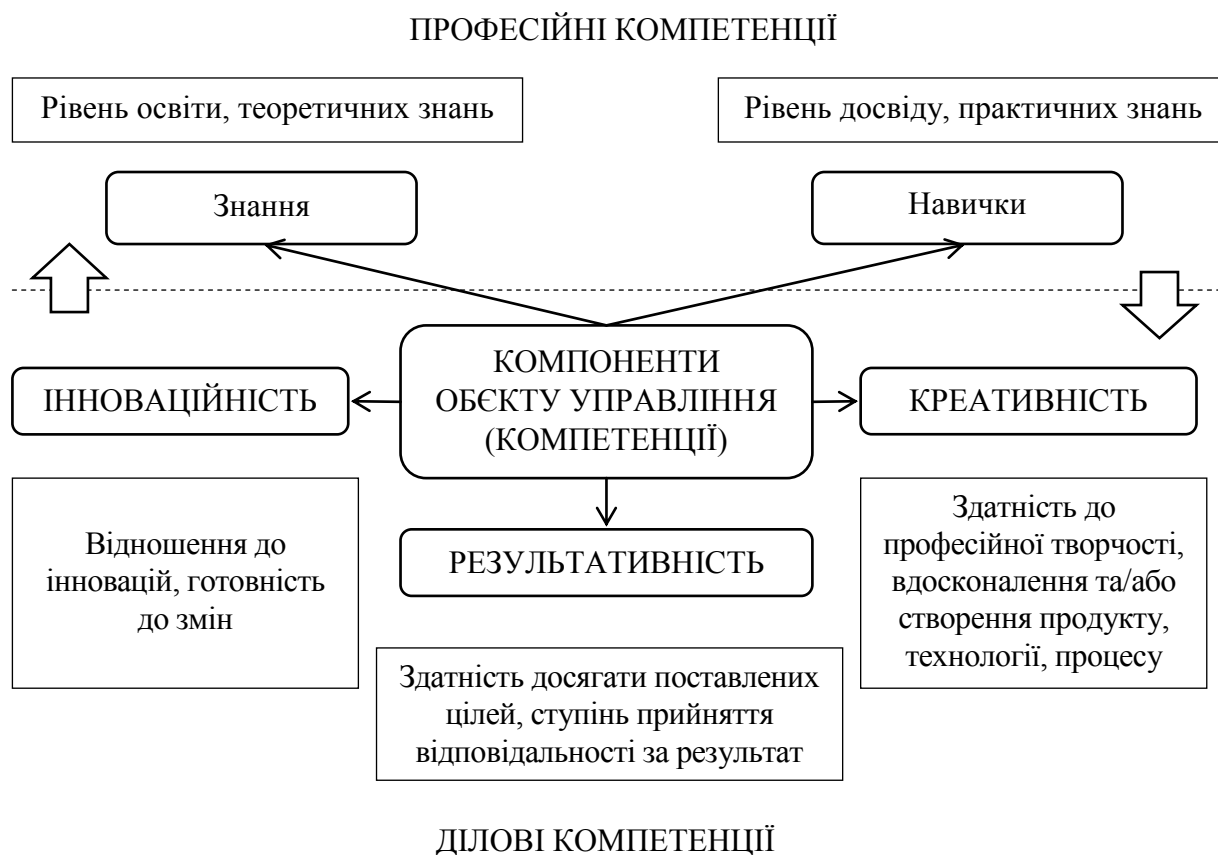 ПРОФЕСІЙНІ КОМПЕТЕНЦІЇ
Рівень освіти, теоретичних знань
Рівень досвіду, практичних знань
Знання
Навички
КОМПОНЕНТИ
ОБЄКТУ УПРАВЛІННЯ
(КОМПЕТЕНЦІЇ)
ІННОВАЦІЙНІСТЬ
КРЕАТИВНІСТЬ
Відношення до
інновацій, готовність
до змін
РЕЗУЛЬТАТИВНІСТЬ
Здатність до
професійної творчості,
вдосконалення та/або
створення продукту,
технології, процесу
Здатність досягати поставлених
цілей, ступінь прийняття
відповідальності за результат
ДІЛОВІ КОМПЕТЕНЦІЇ